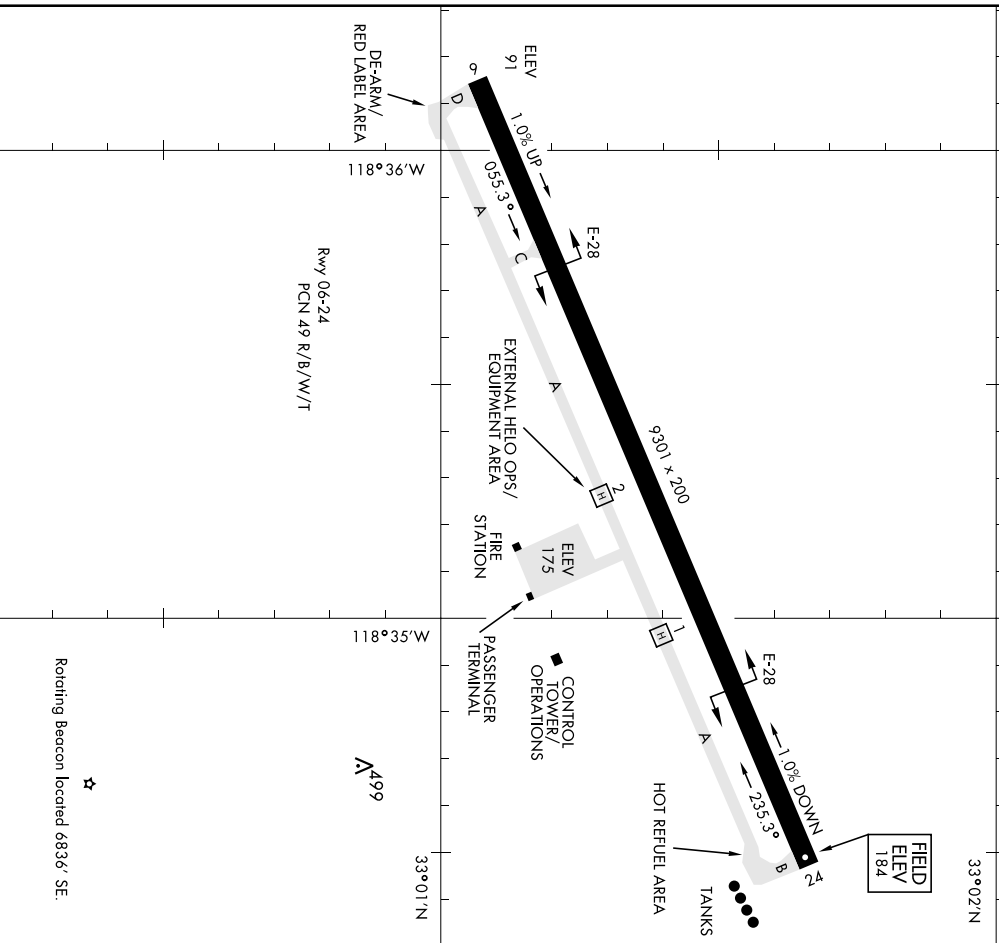 ELEV
91
6
DE-ARM/
RED LABEL AREA
D
118°36'W
1.0% UP
055.3°
A
C
E-28
Rwy 06-24
PCN 49 R/B/W/T
A
EXTERNAL HELO OPS/
EQUIPMENT AREA
9301 x 200
H
2
FIRE
STATION
ELEV
175
118°35'W
PASSENGER
TERMINAL
H
1
CONTROL
TOWER/
OPERATIONS
E-28
A
1.0% DOWN
235.3°
499
HOT REFUEL AREA
B
24
FIELD
ELEV
184
TANKS
33°01'N
33°02'N
Rotating Beacon located 6836' SE.